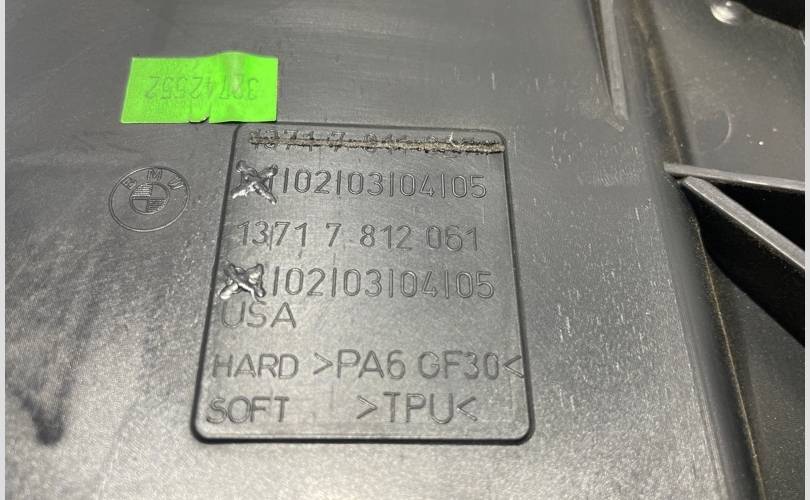 32742552
BMW
|02|03|04|05
13717 7 812 061
|02|03|04|05
USA
HARD >PA6 GF30<
SOFT >TPU<